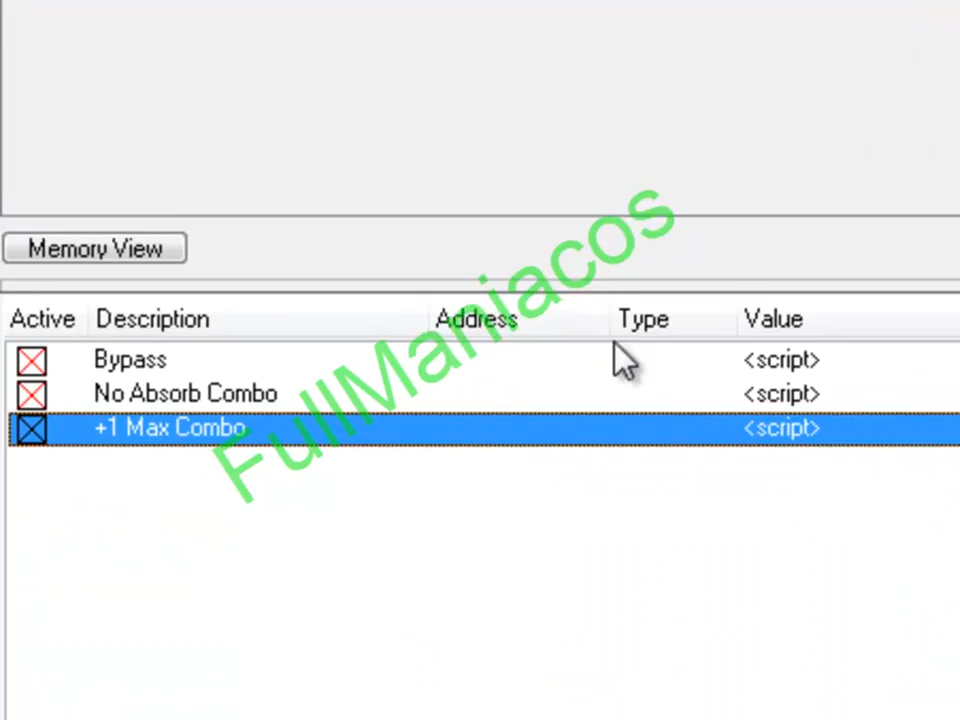 Memory View
Active Description Address Type Value
Bypass <script>
No Absorb Combo <script>
+1 Max Combo <script>
FullManiacos